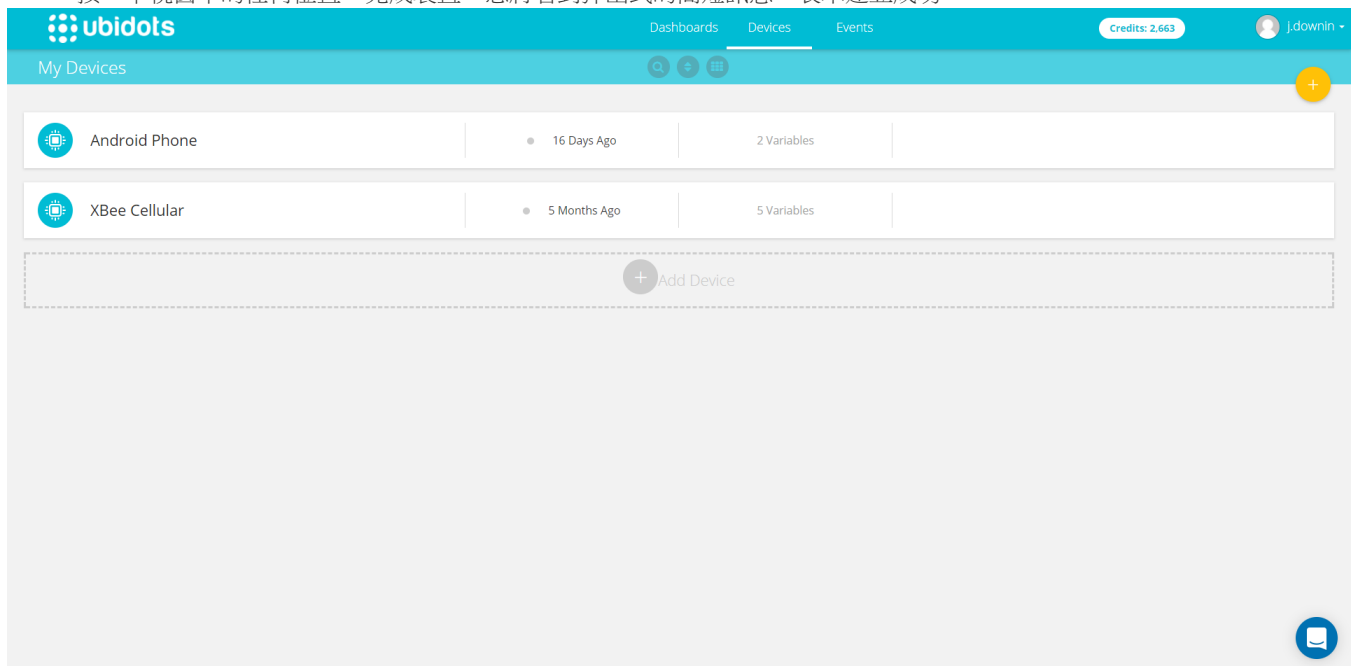 ubidots
Dashboards Devices Events
Credits: 2,663
j.downin
My Devices
Android Phone
16 Days Ago
2 Variables
XBee Cellular
5 Months Ago
5 Variables
Add Device